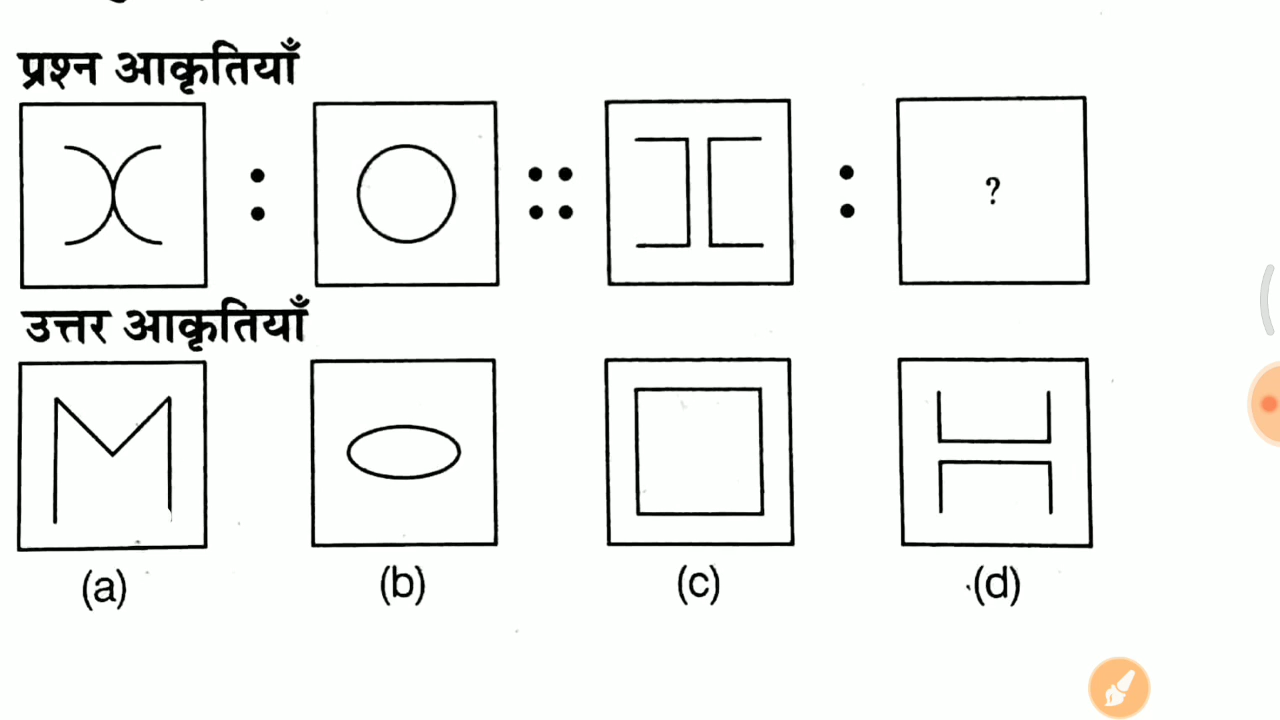 प्रश्न आकृतियाँ
: :: : ?
उत्तर आकृतियाँ
(a) (b) (c) (d)